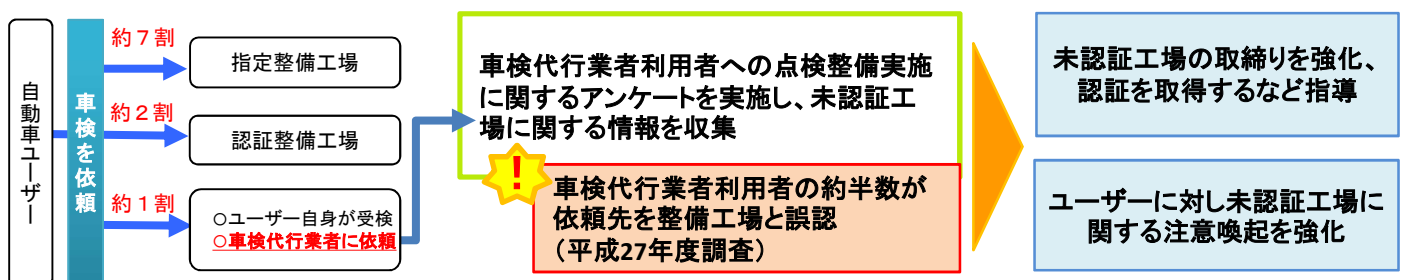 自動車ユーザー
車検を依頼
約７割
指定整備工場
約２割
認証整備工場
約１割
○ユーザー自身が受検
○車検代行業者に依頼
車検代行業者利用者への点検整備実施
に関するアンケートを実施し、未認証工
場に関する情報を収集
!
車検代行業者利用者の約半数が
依頼先を整備工場と誤認
（平成27年度調査）
未認証工場の取締りを強化、
認証を取得するなど指導
ユーザーに対し未認証工場に
関する注意喚起を強化